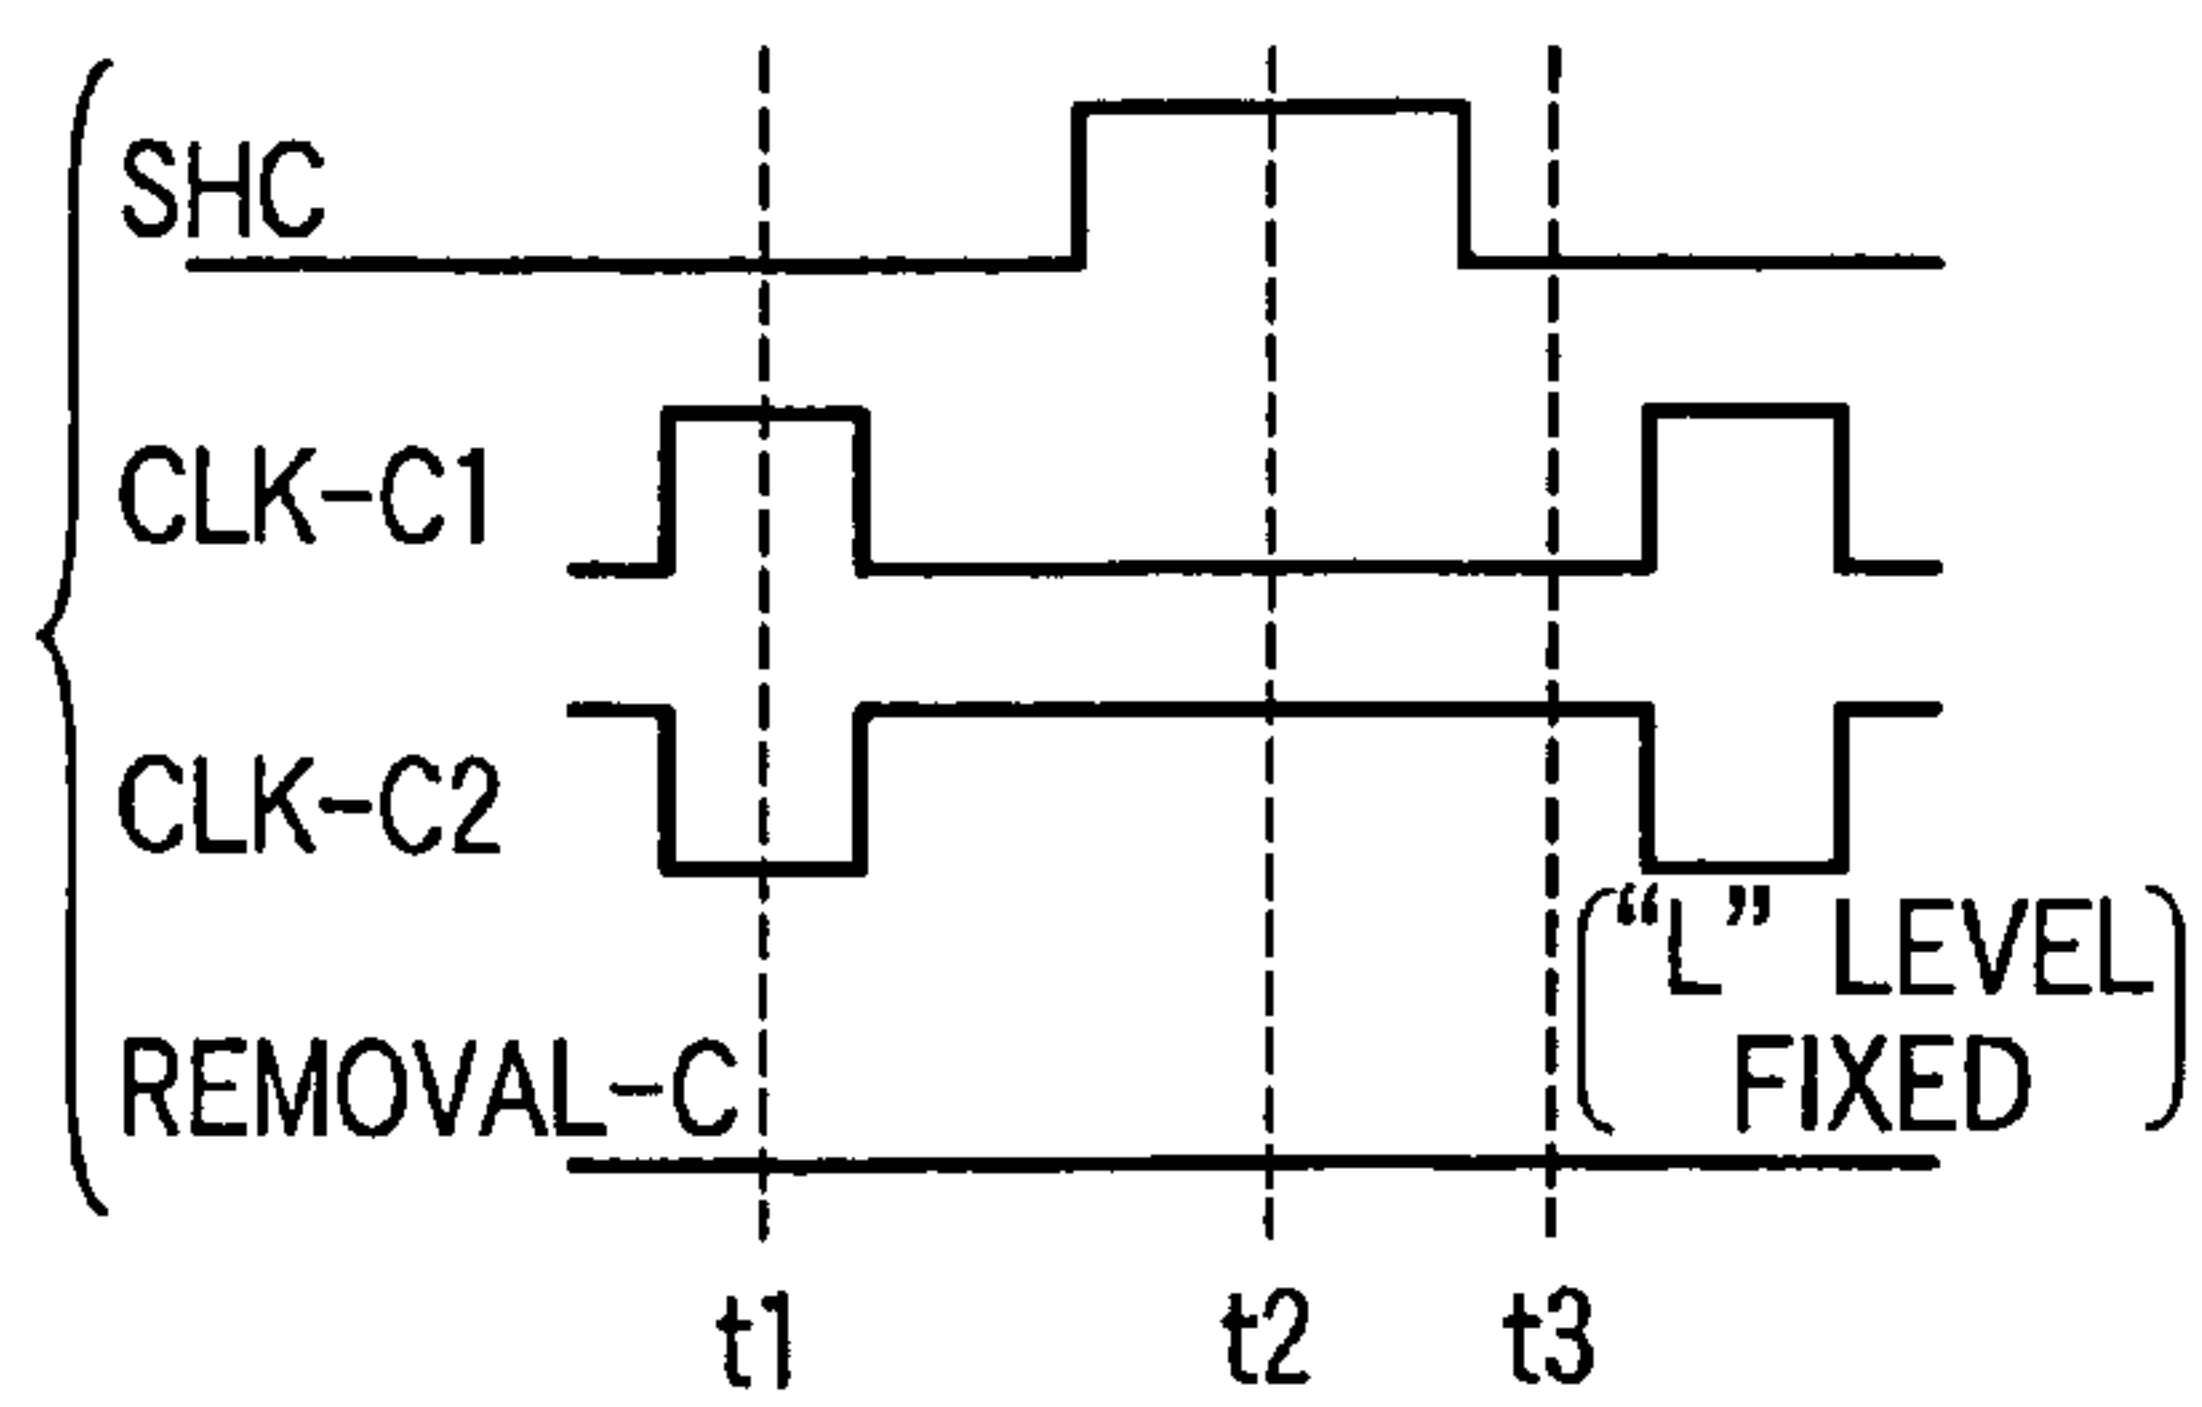 SHC
CLK-C1
CLK-C2
“L” LEVEL
FIXED
REMOVAL-C
t1 t2 t3